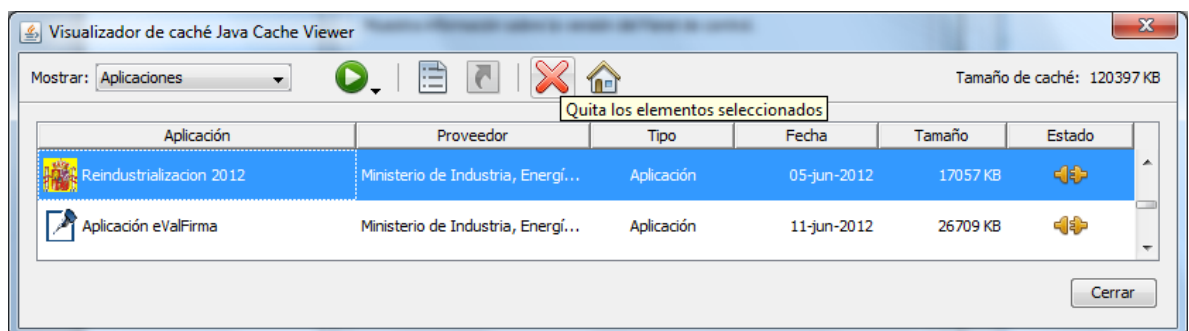 Visualizador de caché Java Cache Viewer
Mostrar: Aplicaciones
Tamaño de caché: 120397 KB
Quita los elementos seleccionados
Aplicación Proveedor Tipo Fecha Tamaño Estado
Reindustrializacion 2012 Ministerio de Industria, Energí... Aplicación 05-jun-2012 17057 KB
Aplicación eValFirma Ministerio de Industria, Energí... Aplicación 11-jun-2012 26709 KB
Cerrar